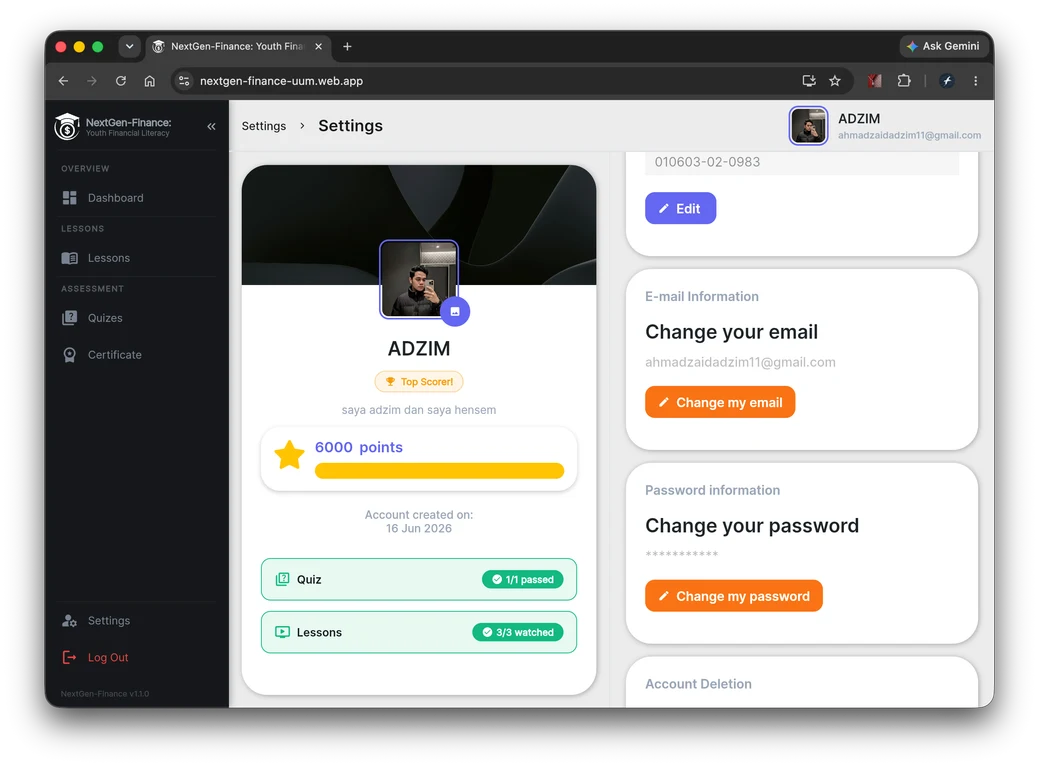 NextGen-Finance: Youth Fina
Ask Gemini
nextgen-finance-uum.web.app
NextGen-Finance:
Youth Financial Literacy
OVERVIEW
Dashboard
LESSONS
Lessons
ASSESSMENT
Quizes
Certificate
Settings
Log Out
NextGen-Finance v1.1.0
Settings > Settings
ADZIM
ahmadzaidadzim11@gmail.com
ADZIM
Top Scorer!
saya adzim dan saya hensem
6000 points
Account created on:
16 Jun 2026
Quiz
1/1 passed
Lessons
3/3 watched
010603-02-0983
Edit
E-mail Information
Change your email
ahmadzaidadzim11@gmail.com
Change my email
Password information
Change your password
***********
Change my password
Account Deletion